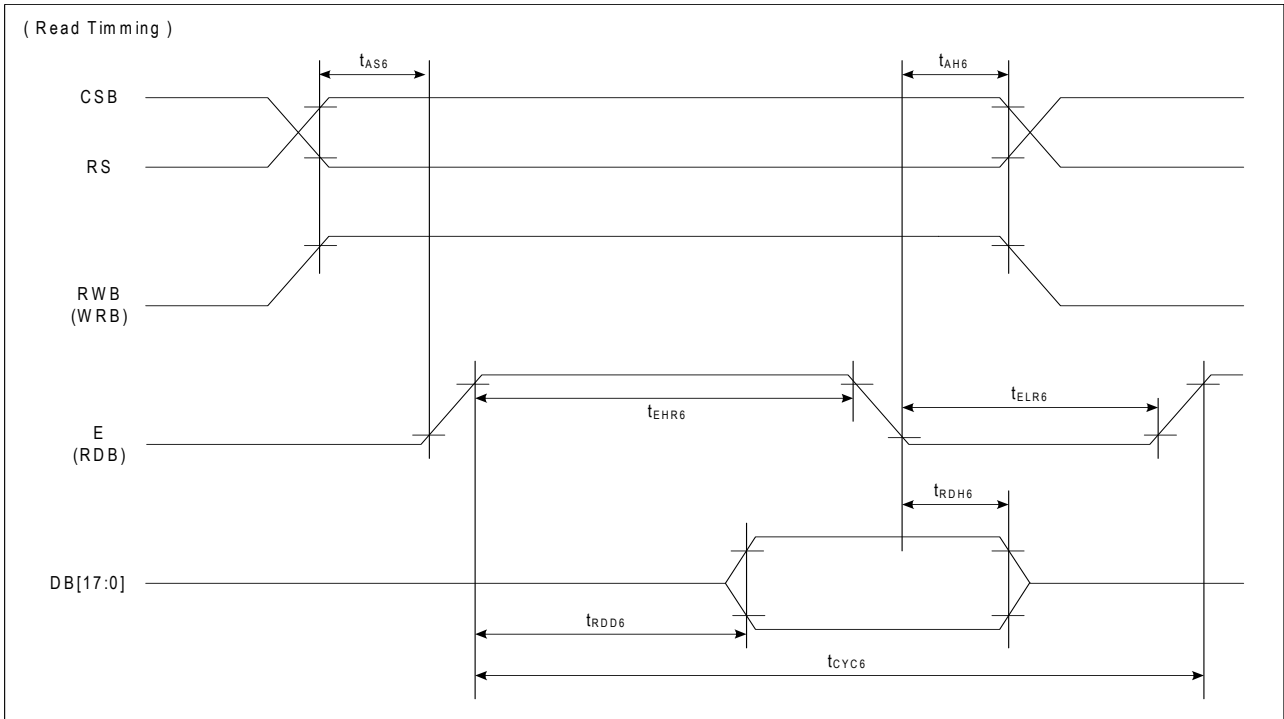 ( Read Timming )
tAS6
tAH6
CSB
RS
RWB
(WRB)
tEHR6
tELR6
E
(RDB)
tRDH6
DB[17:0]
tRDD6
tCYC6